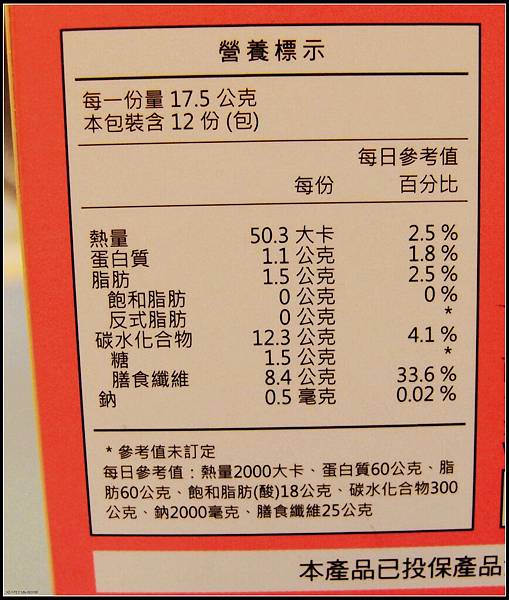 營養標示
每一份量 17.5 公克
本包裝含 12 份 (包)
每日參考值
每份 百分比
熱量 50.3 大卡 2.5 %
蛋白質 1.1 公克 1.8 %
脂肪 1.5 公克 2.5 %
飽和脂肪 0 公克 0 %
反式脂肪 0 公克 *
碳水化合物 12.3 公克 4.1 %
糖 1.5 公克 *
膳食纖維 8.4 公克 33.6 %
鈉 0.5 毫克 0.02 %
* 參考值未訂定
每日參考值：熱量2000大卡、蛋白質60公克、脂
肪60公克、飽和脂肪(酸)18公克、碳水化合物300
公克、鈉2000毫克、膳食纖維25公克
本產品已投保產品